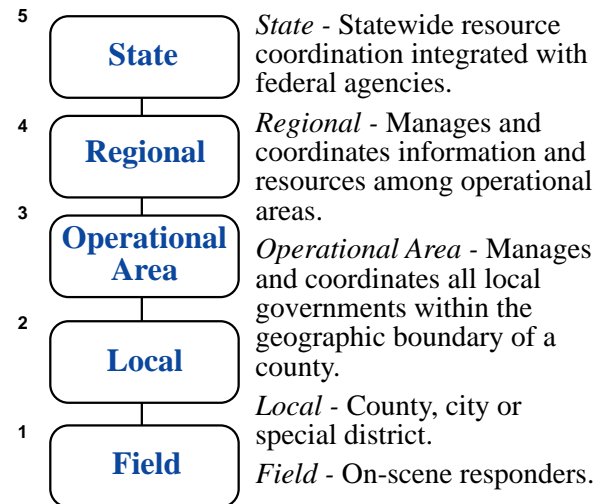 5
State
4
Regional
3
Operational
Area
2
Local
1
Field
State - Statewide resource
coordination integrated with
federal agencies.
Regional - Manages and
coordinates information and
resources among operational
areas.
Operational Area - Manages
and coordinates all local
governments within the
geographic boundary of a
county.
Local - County, city or
special district.
Field - On-scene responders.